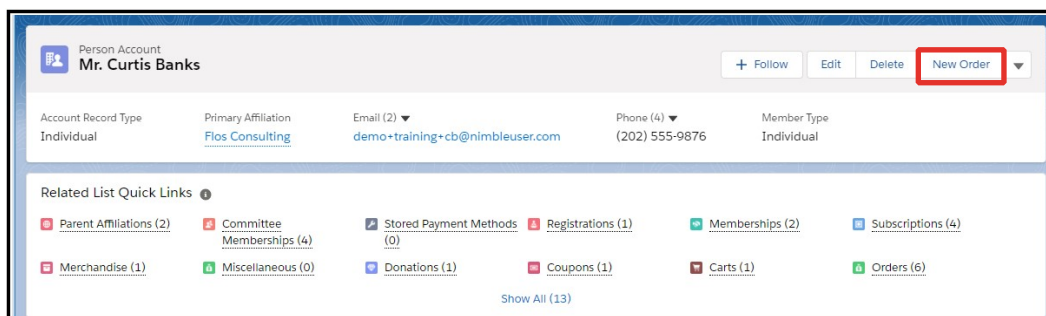 Person Account
Mr. Curtis Banks
+ Follow
Edit
Delete
New Order
Account Record Type
Individual
Primary Affiliation
Flos Consulting
Email (2)
demo+training+cb@nimbleuser.com
Phone (4)
(202) 555-9876
Member Type
Individual
Related List Quick Links
Parent Affiliations (2)
Committee
Memberships (4)
Stored Payment Methods
(0)
Registrations (1)
Memberships (2)
Subscriptions (4)
Merchandise (1)
Miscellaneous (0)
Donations (1)
Coupons (1)
Carts (1)
Orders (6)
Show All (13)